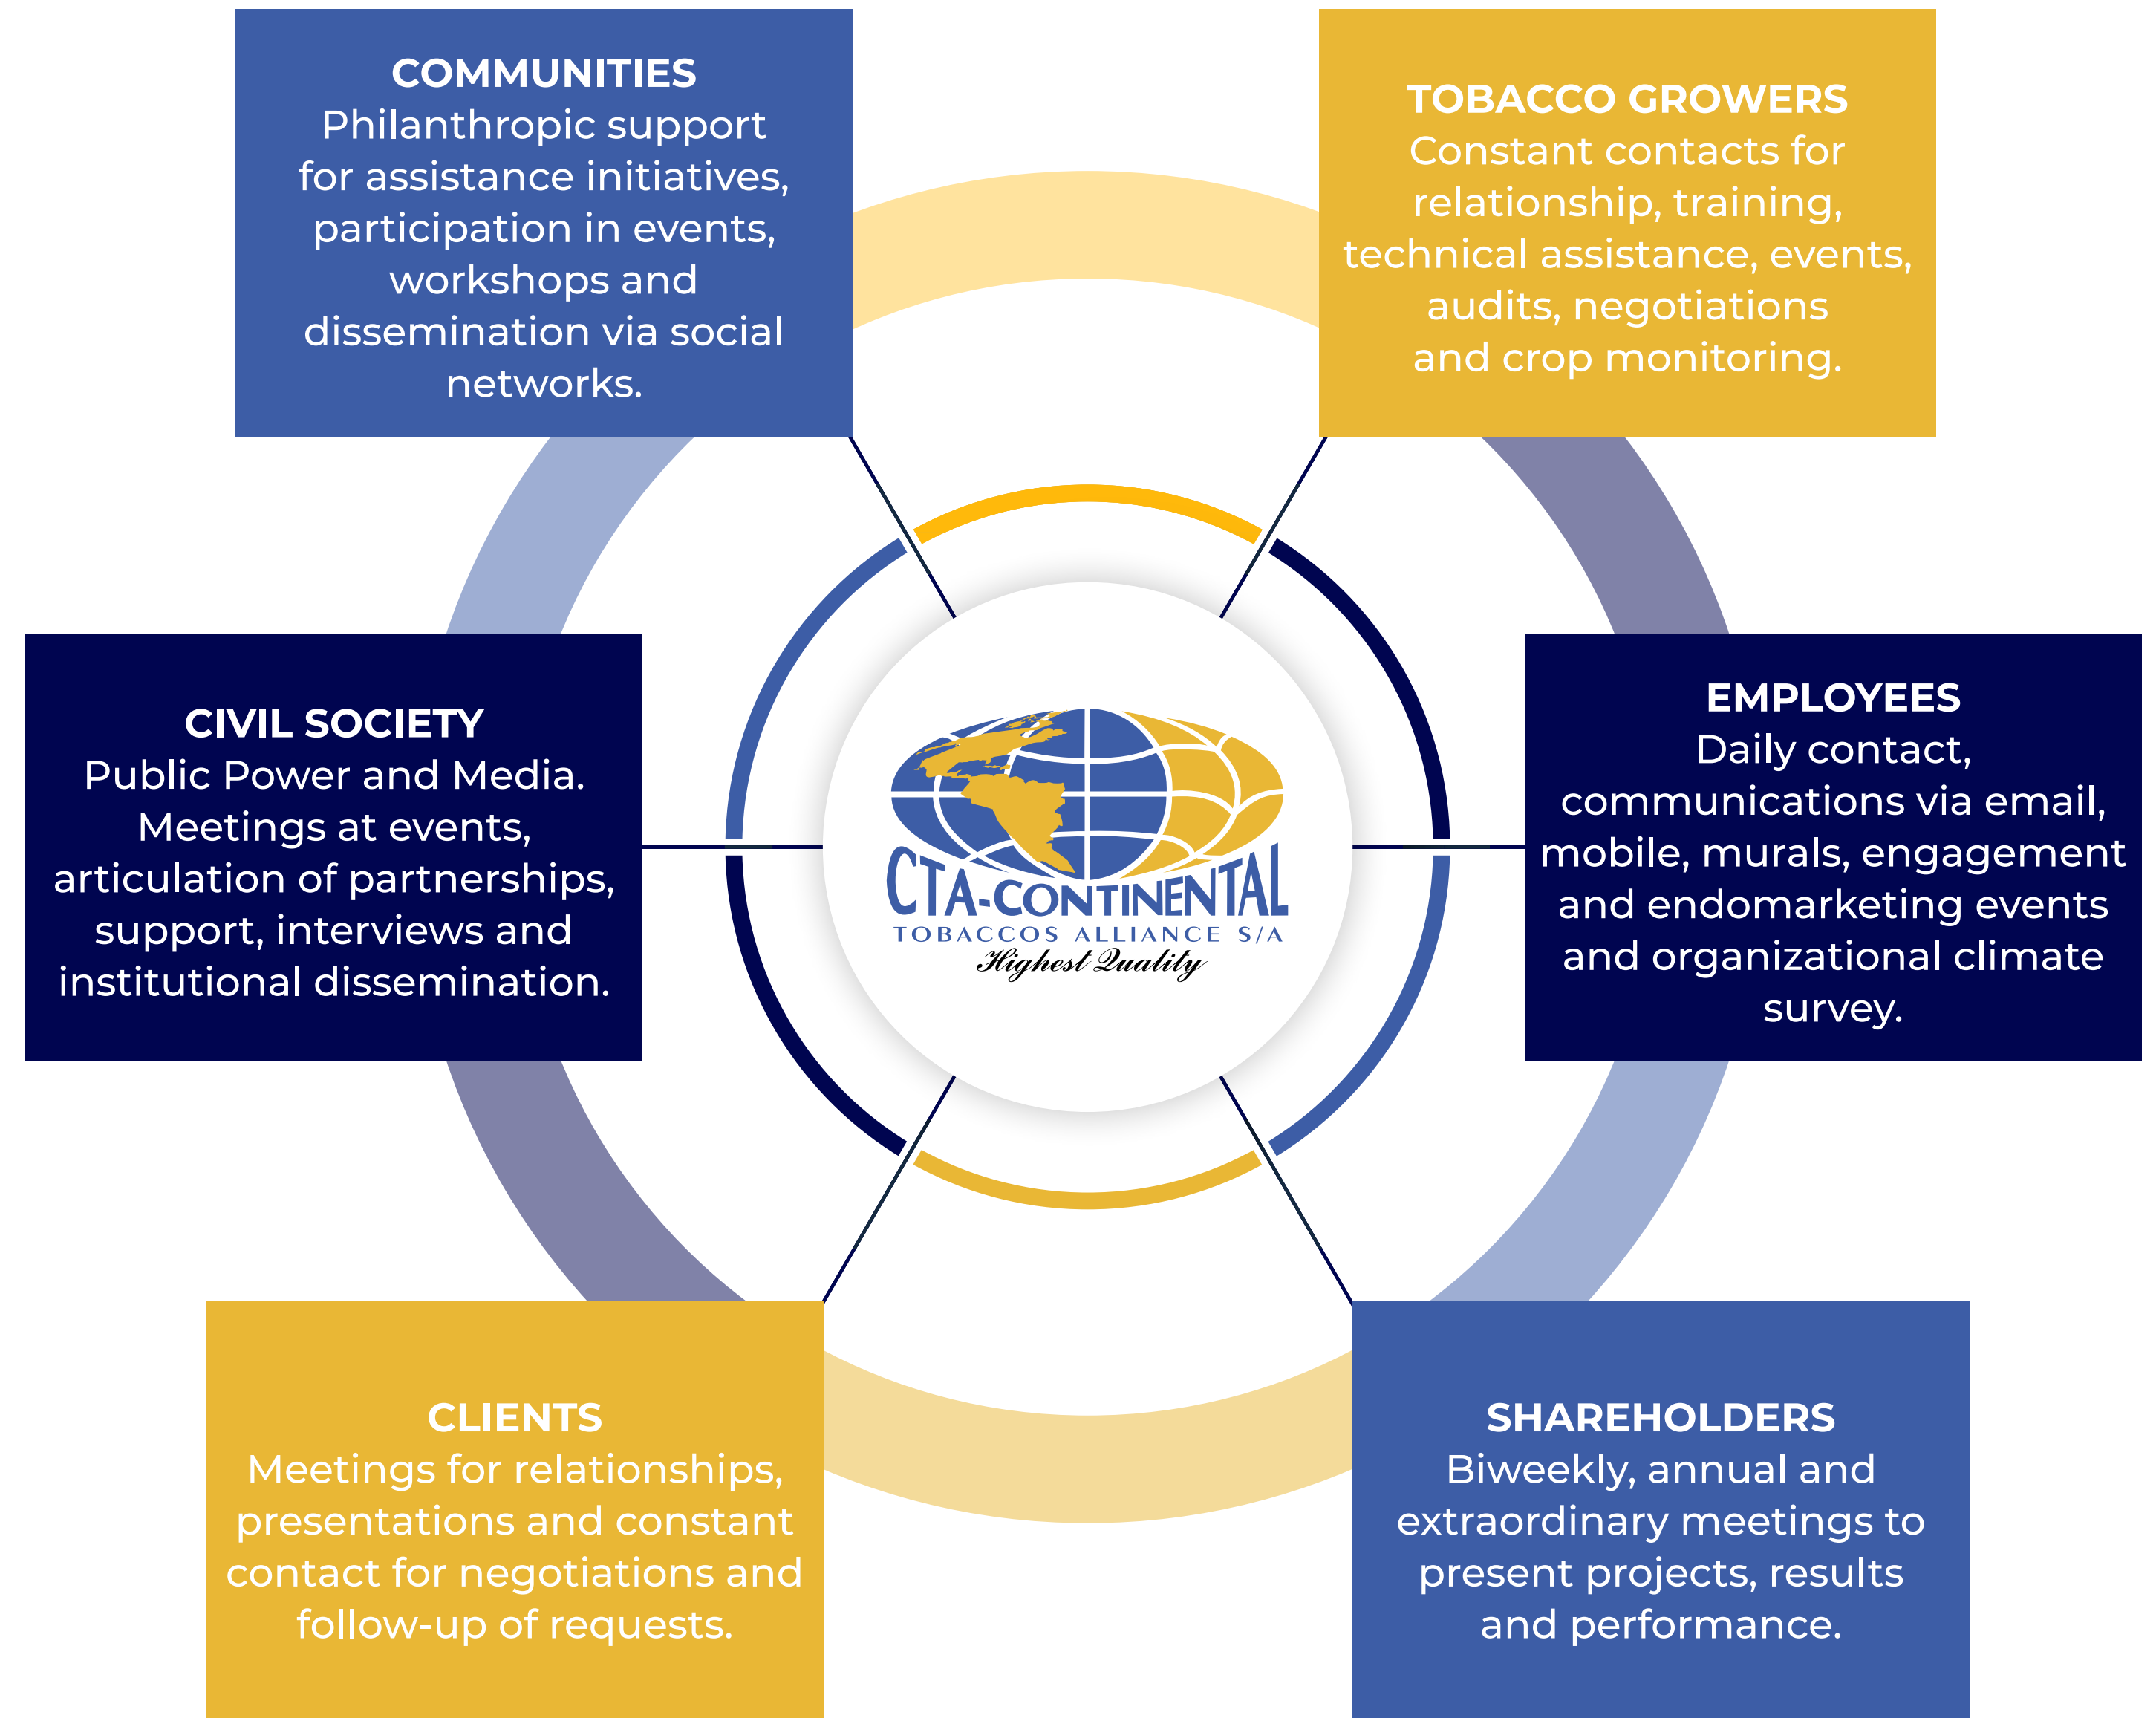 COMMUNITIES
Philanthropic support
for assistance initiatives,
participation in events,
workshops and
dissemination via social
networks.
TOBACCO GROWERS
Constant contacts for
relationship, training,
technical assistance, events,
audits, negotiations
and crop monitoring.
CIVIL SOCIETY
Public Power and Media.
Meetings at events,
articulation of partnerships,
support, interviews and
institutional dissemination.
CTA-CONTINENTAL
TOBACCOS ALLIANCE S/A
Highest Quality
EMPLOYEES
Daily contact,
communications via email,
mobile, murals, engagement
and endomarketing events
and organizational climate
survey.
CLIENTS
Meetings for relationships,
presentations and constant
contact for negotiations and
follow-up of requests.
SHAREHOLDERS
Biweekly, annual and
extraordinary meetings to
present projects, results
and performance.